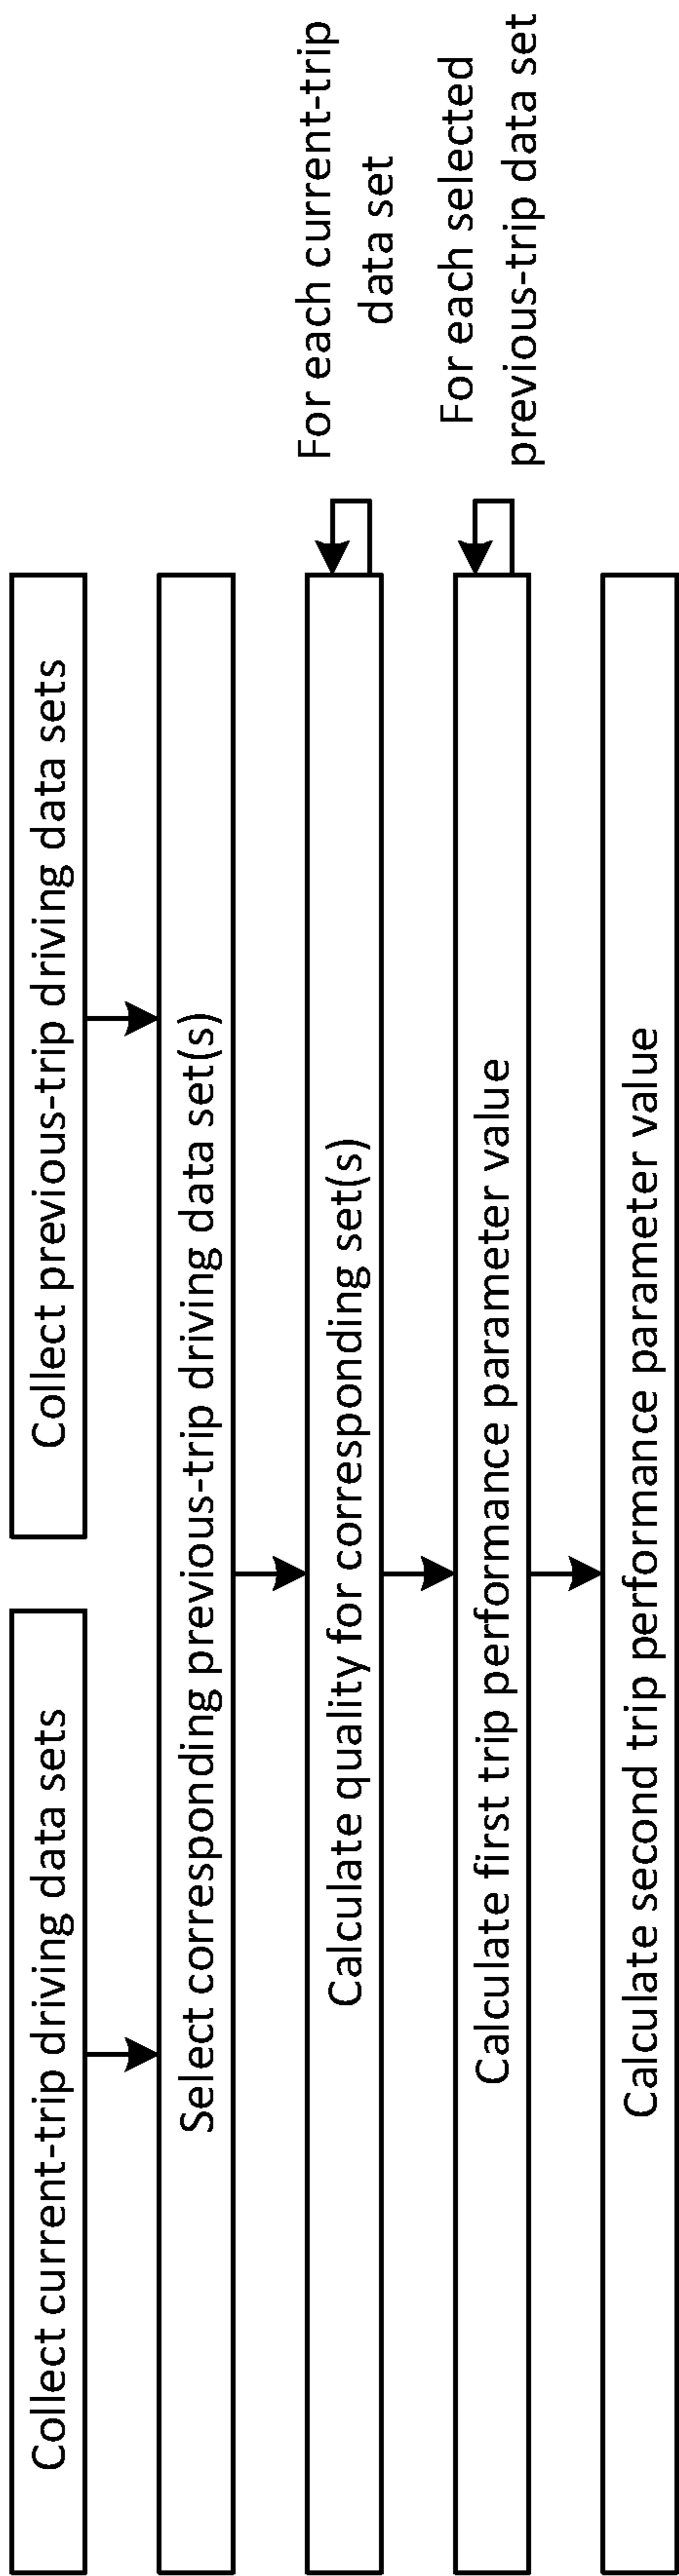 Collect current-trip driving data sets
Collect previous-trip driving data sets
Select corresponding previous-trip driving data set(s)
Calculate quality for corresponding set(s)
For each current-trip
data set
Calculate first trip performance parameter value
For each selected
previous-trip data set
Calculate second trip performance parameter value